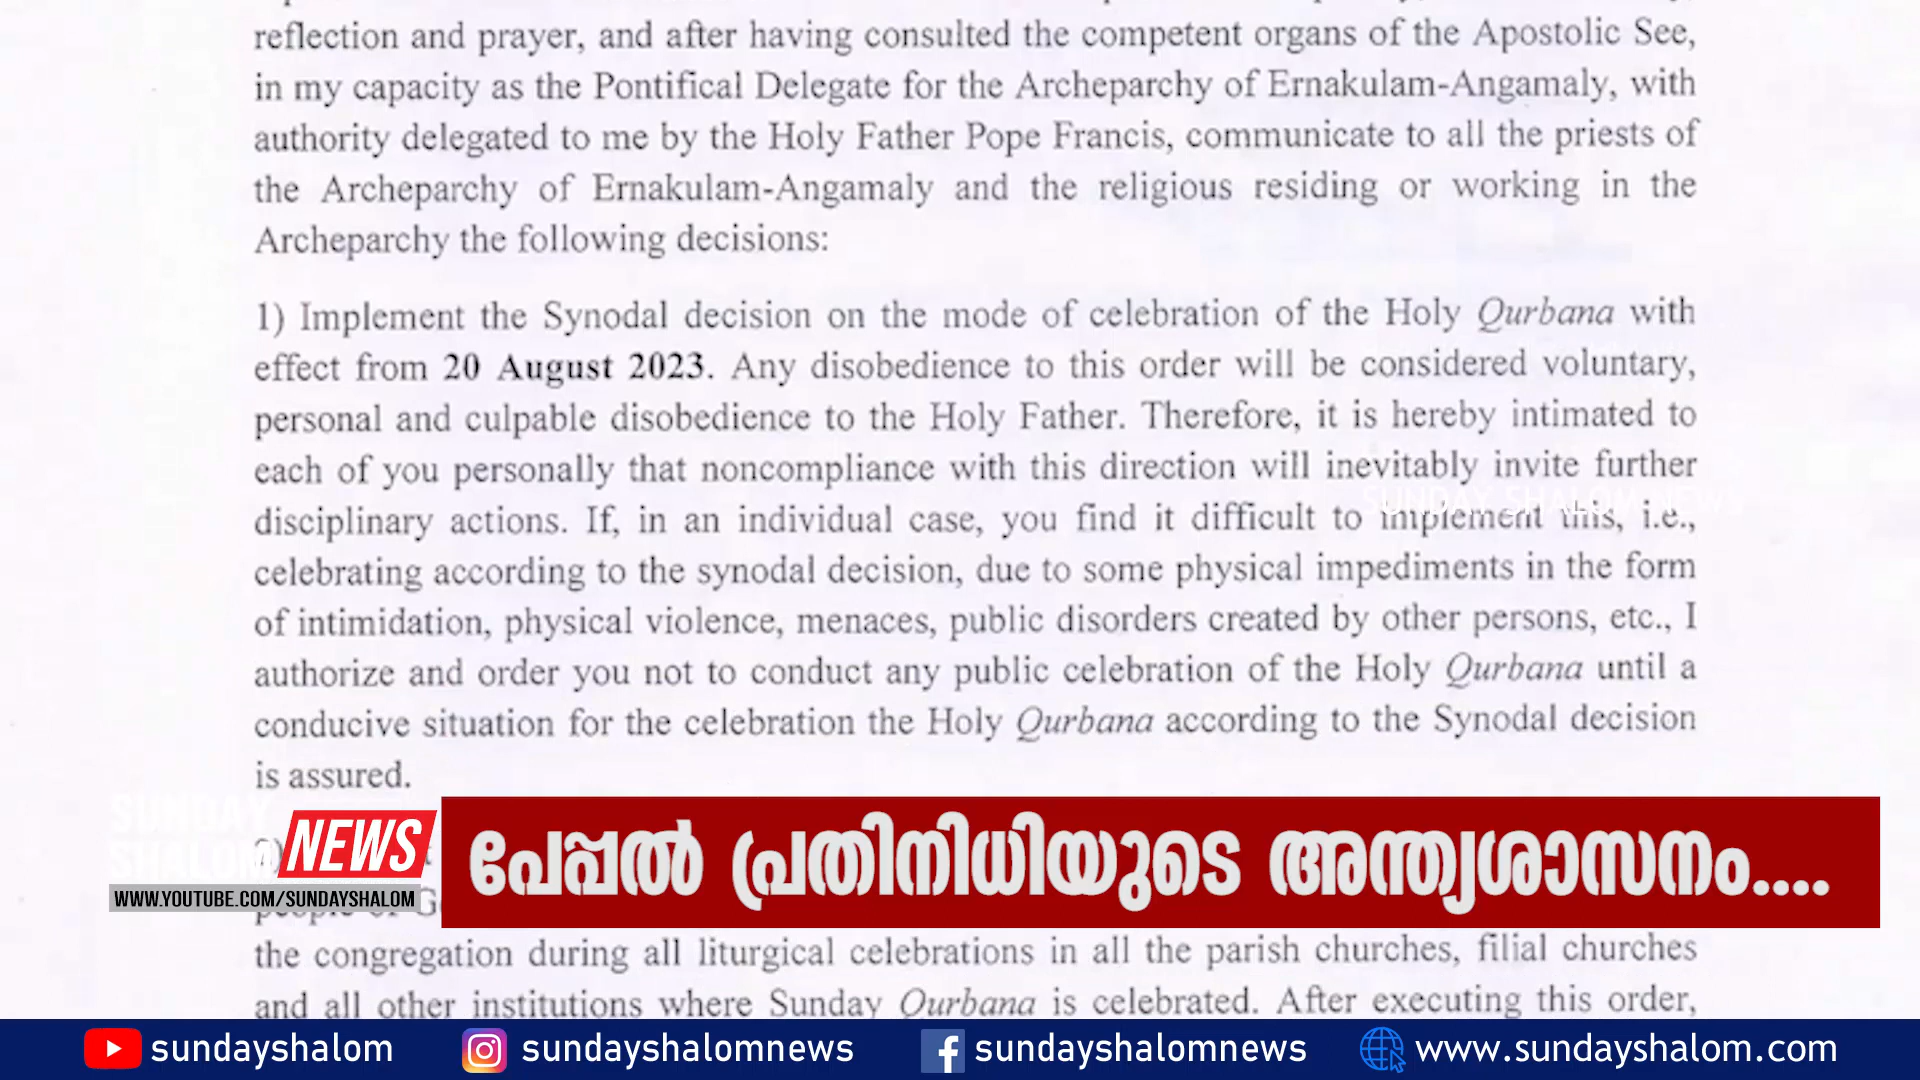 reflection and prayer, and after having consulted the competent organs of the Apostolic See,
in my capacity as the Pontifical Delegate for the Archeparchy of Ernakulam-Angamaly, with
authority delegated to me by the Holy Father Pope Francis, communicate to all the priests of
the Archeparchy of Ernakulam-Angamaly and the religious residing or working in the
Archeparchy the following decisions:
1) Implement the Synodal decision on the mode of celebration of the Holy Qurbana with
effect from 20 August 2023. Any disobedience to this order will be considered voluntary,
personal and culpable disobedience to the Holy Father. Therefore, it is hereby intimated to
each of you personally that noncompliance with this direction will inevitably invite further
SUNDAY SHALOM NEWS
disciplinary actions. If, in an individual case, you find it difficult to implement this, i.e.,
celebrating according to the synodal decision, due to some physical impediments in the form
of intimidation, physical violence, menaces, public disorders created by other persons, etc., I
authorize and order you not to conduct any public celebration of the Holy Qurbana until a
conducive situation for the celebration the Holy Qurbana according to the Synodal decision
is assured.
SUNDAY
SHALOM NEWS
പേപ്പൽ പ്രതിനിധിയുടെ അന്ത്യശാസനം....
WWW.YOUTUBE.COM/SUNDAYSHALOM
people of
the congregation during all liturgical celebrations in all the parish churches, filial churches
and all other institutions where Sunday Qurbana is celebrated. After executing this order,
sundayshalom sundayshalomnews sundayshalomnews www.sundayshalom.com